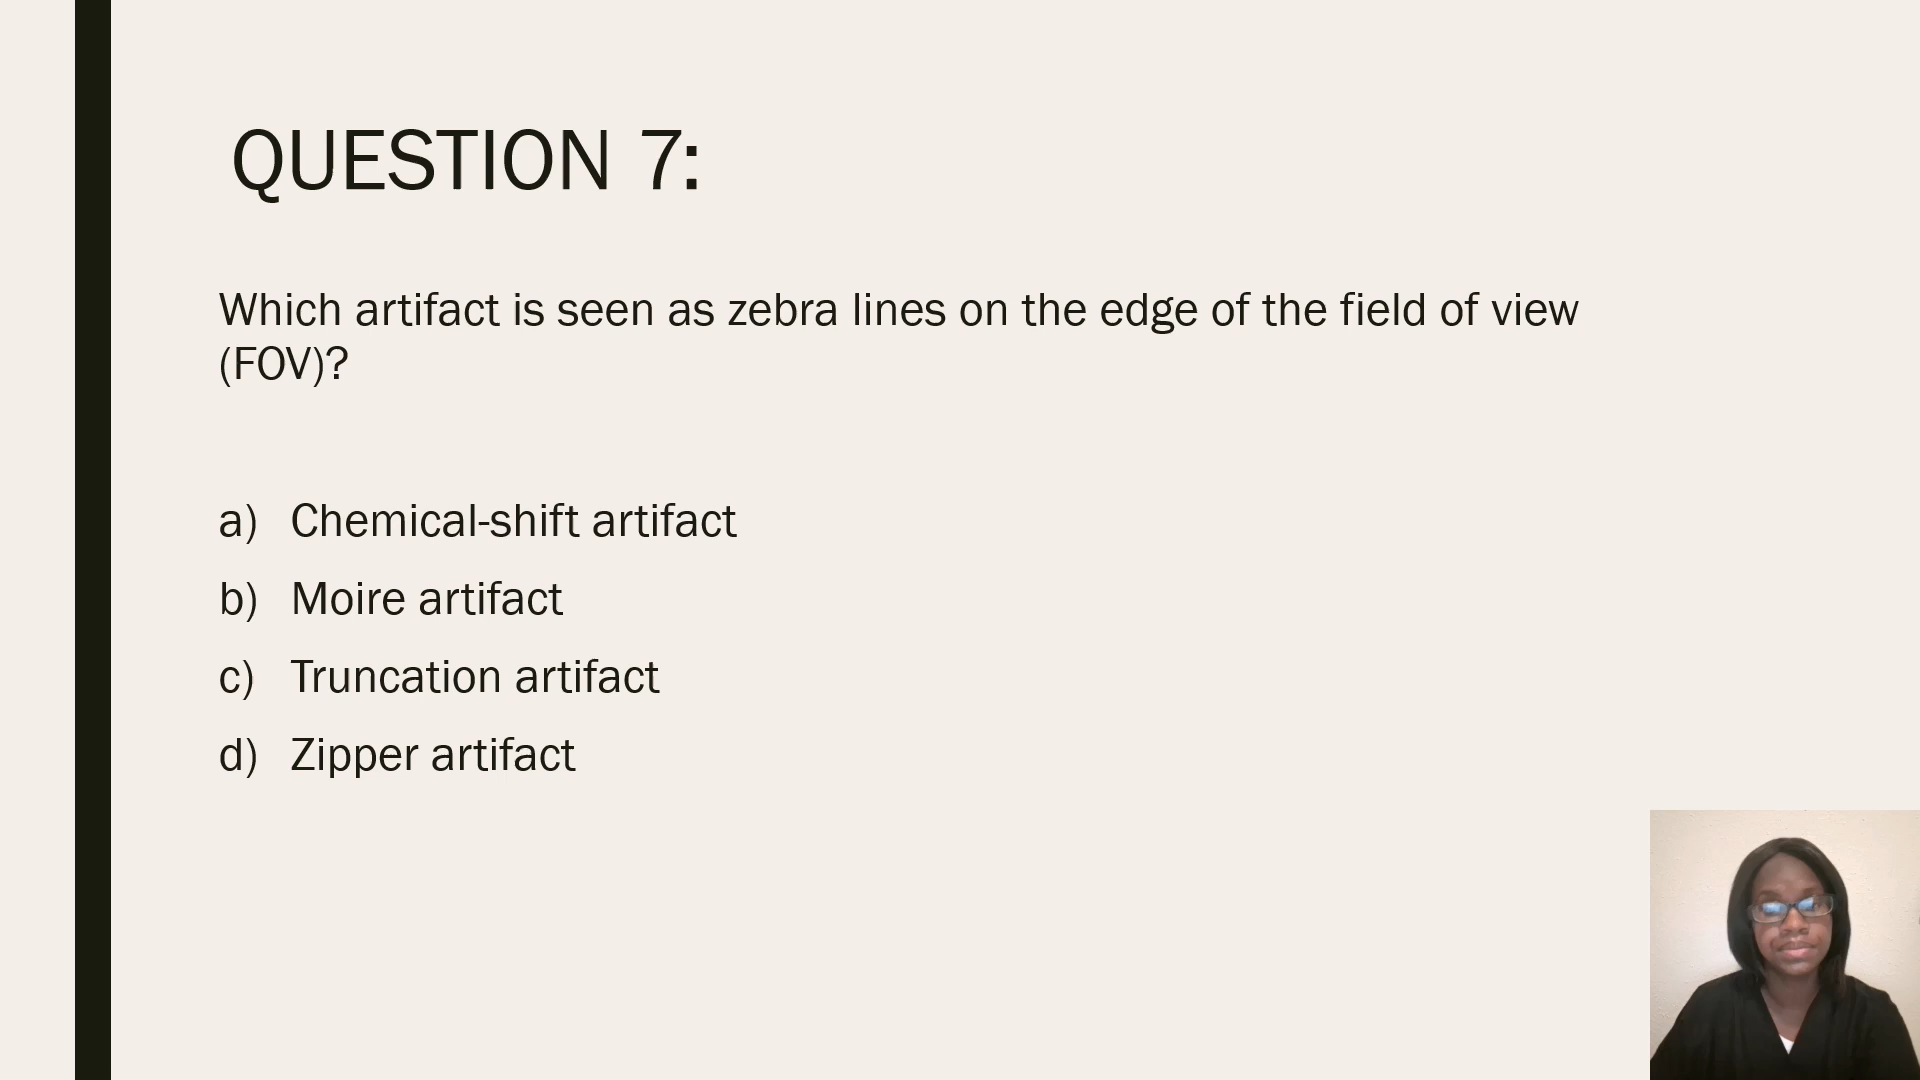 QUESTION 7:
Which artifact is seen as zebra lines on the edge of the field of view
(FOV)?
a) Chemical-shift artifact
b) Moire artifact
c) Truncation artifact
d) Zipper artifact